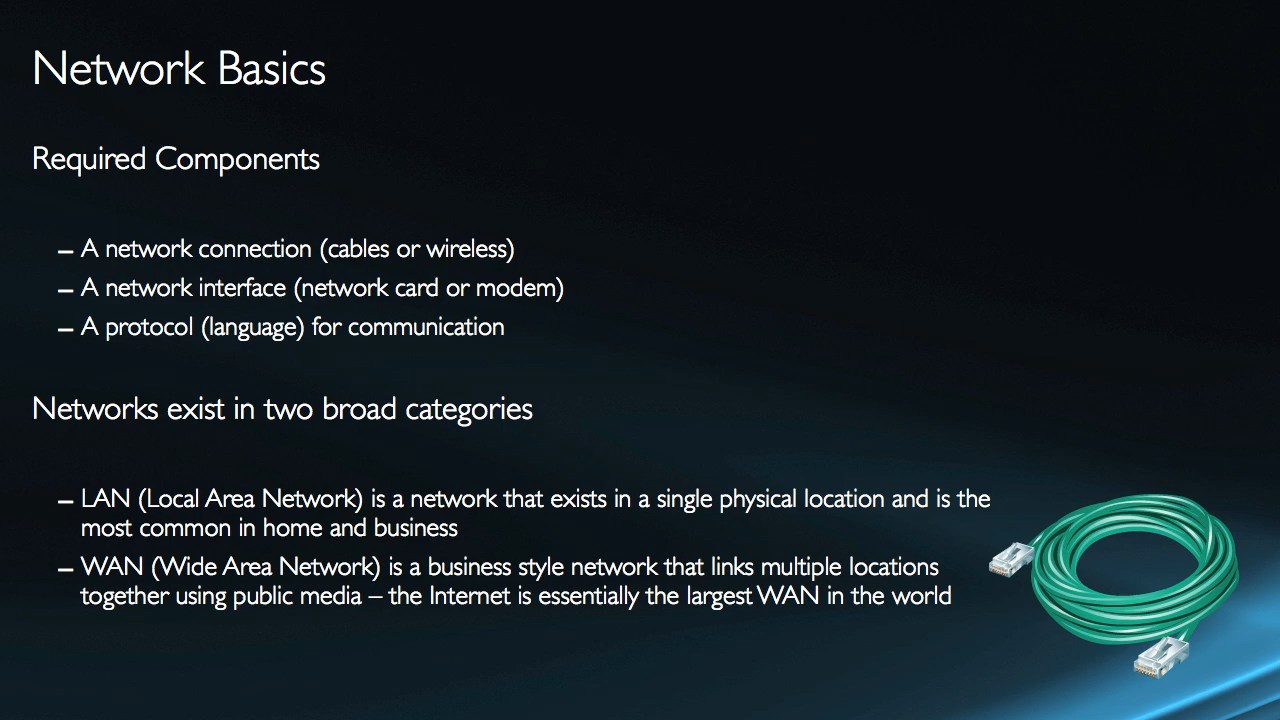 Network Basics
Required Components
– A network connection (cables or wireless)
– A network interface (network card or modem)
– A protocol (language) for communication
Networks exist in two broad categories
– LAN (Local Area Network) is a network that exists in a single physical location and is the
most common in home and business
– WAN (Wide Area Network) is a business style network that links multiple locations
together using public media – the Internet is essentially the largest WAN in the world